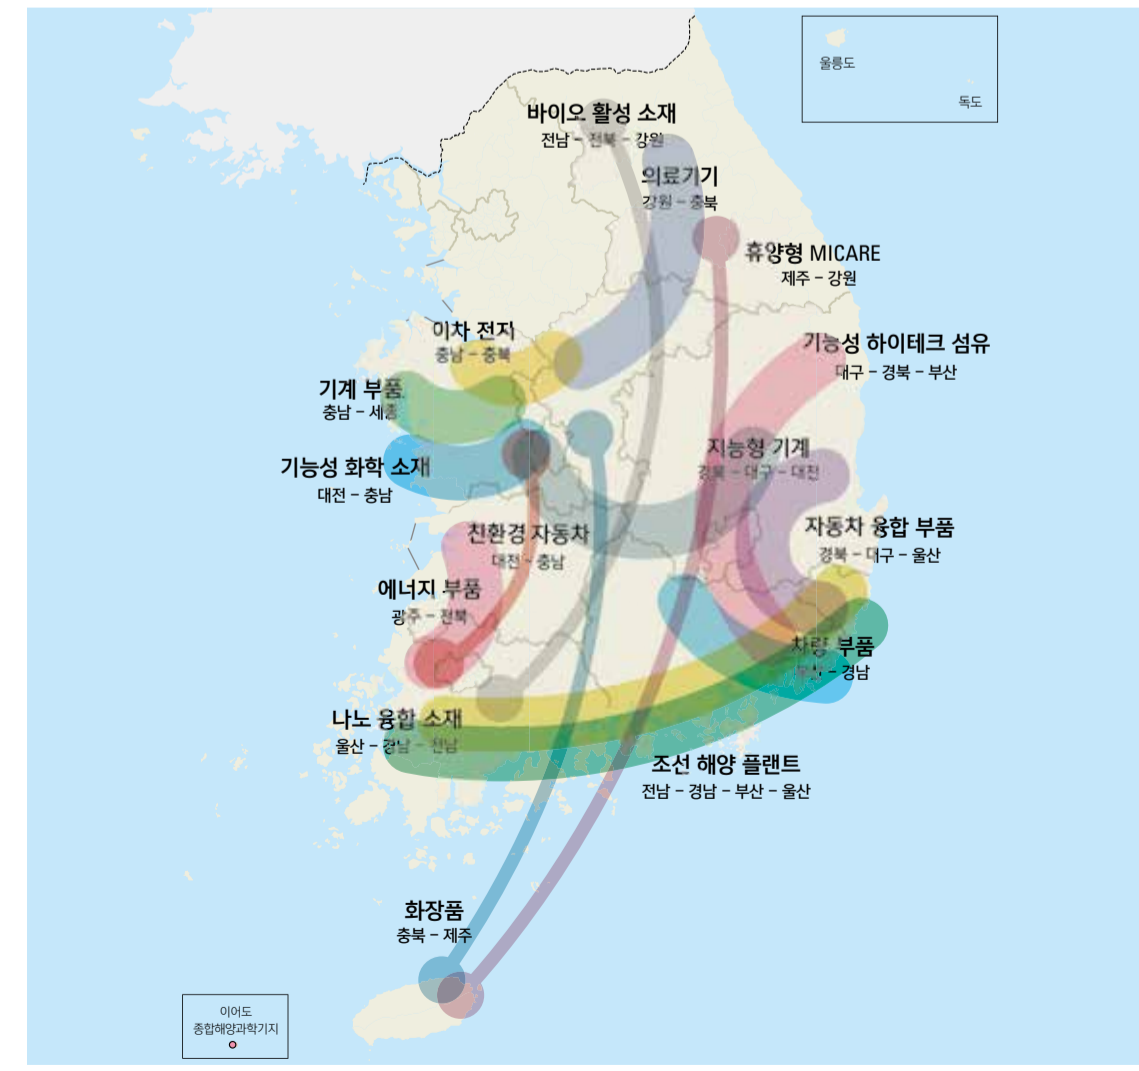 울릉도
독도
바이오 활성 소재
전남 – 전북 – 강원
의료기기
강원 – 충북
휴양형 MICARE
제주 – 강원
이차 전지
충남 – 충북
기능성 하이테크 섬유
대구 – 경북 – 부산
기계 부품
충남 – 세종
지능형 기계
경북 – 대구 – 대전
기능성 화학 소재
대전 – 충남
친환경 자동차
대전 – 충남
자동차 융합 부품
경북 – 대구 – 울산
에너지 부품
광주 – 전북
차량 부품
부산 – 경남
나노 융합 소재
울산 – 경남 – 전남
조선 해양 플랜트
전남 – 경남 – 부산 – 울산
화장품
충북 – 제주
이어도
종합해양과학기지